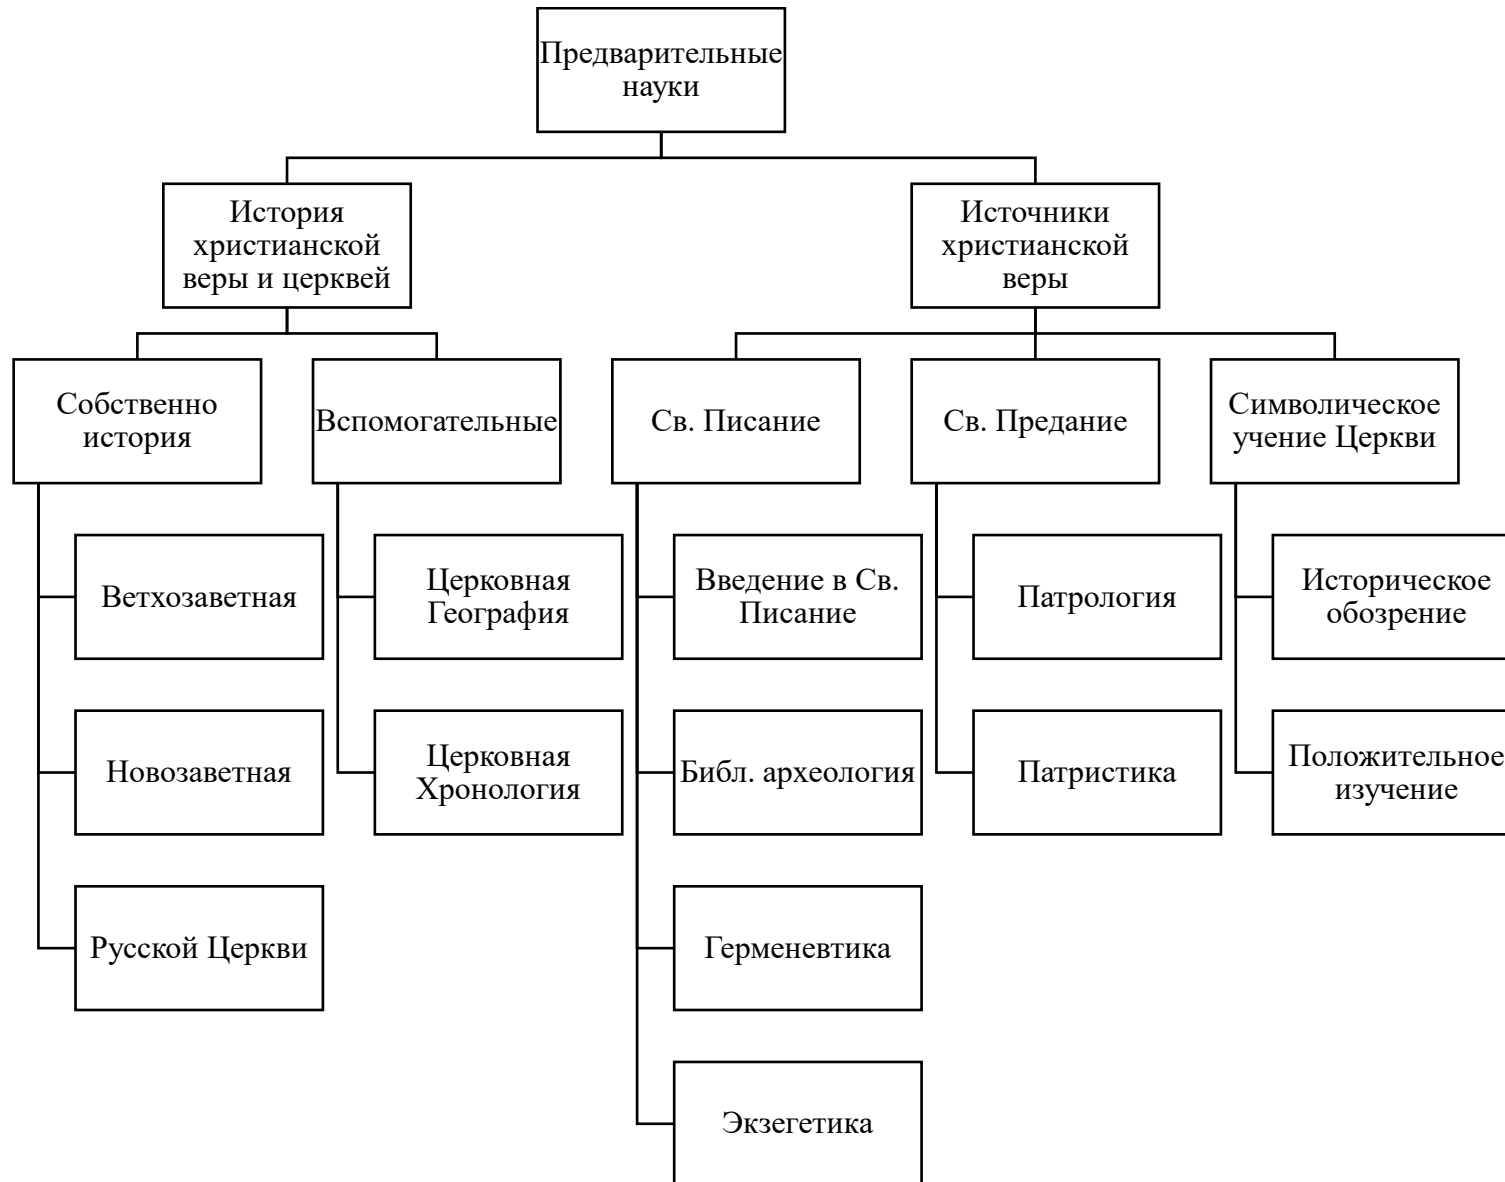 Предварительные
науки
История
христианской
веры и церквей
Источники
христианской
веры
Собственно
история
Вспомогательные
Св. Писание
Св. Предание
Символическое
учение Церкви
Ветхозаветная
Церковная
География
Введение в Св.
Писание
Патрология
Историческое
обозрение
Новозаветная
Церковная
Хронология
Библ. археология
Патристика
Положительное
изучение
Русской Церкви
Герменевтика
Экзегетика